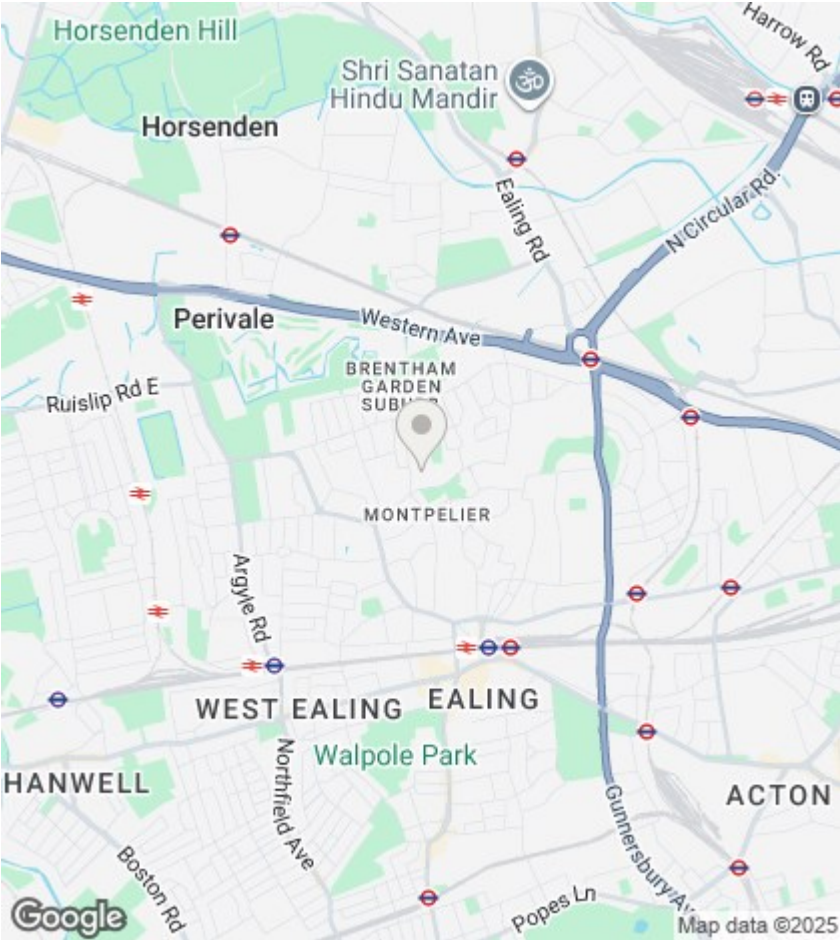 Horsenden Hill
Harrow Rd
Shri Sanatan
Hindu Mandir
Horsenden
Ealing Rd
N Circular Rd.
Perivale
Western Ave
BRENTHAM
GARDEN
Ruislip Rd E
MONTPELIER
Argyle Rd
WEST EALING
EALING
Walpole Park
HANWELL
Northfield Ave
ACTON
Boston Rd
Popes Ln
Gunnersbury
Google
Map data ©2025